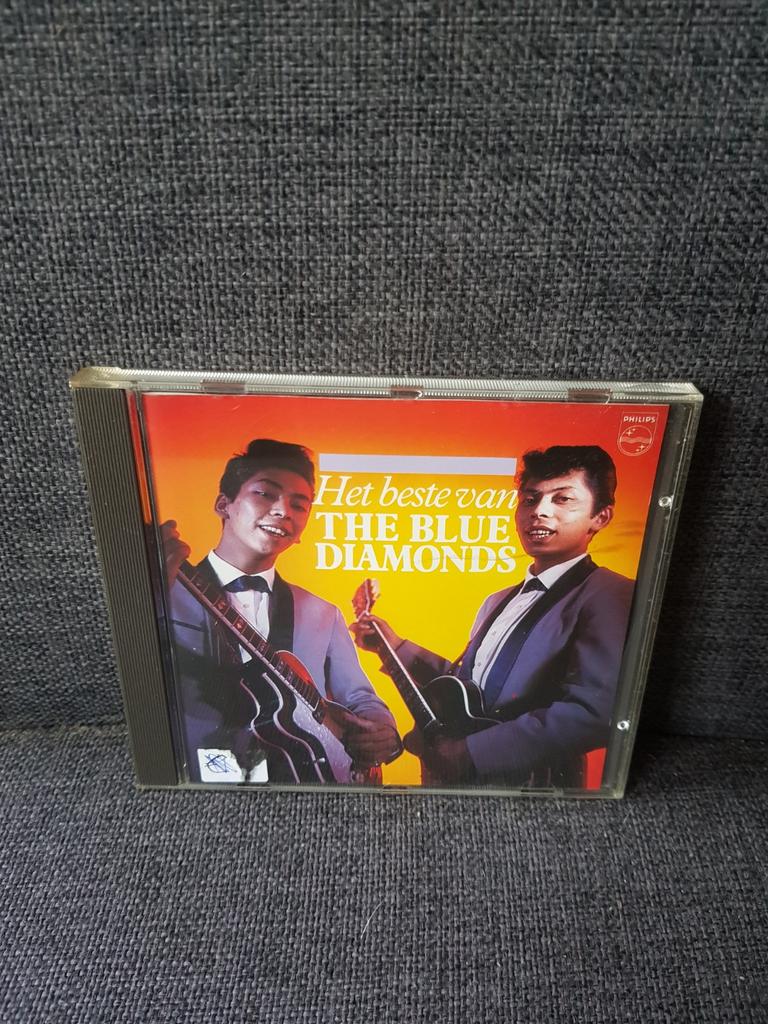 PHILIPS
Het beste van
THE BLUE
DIAMONDS